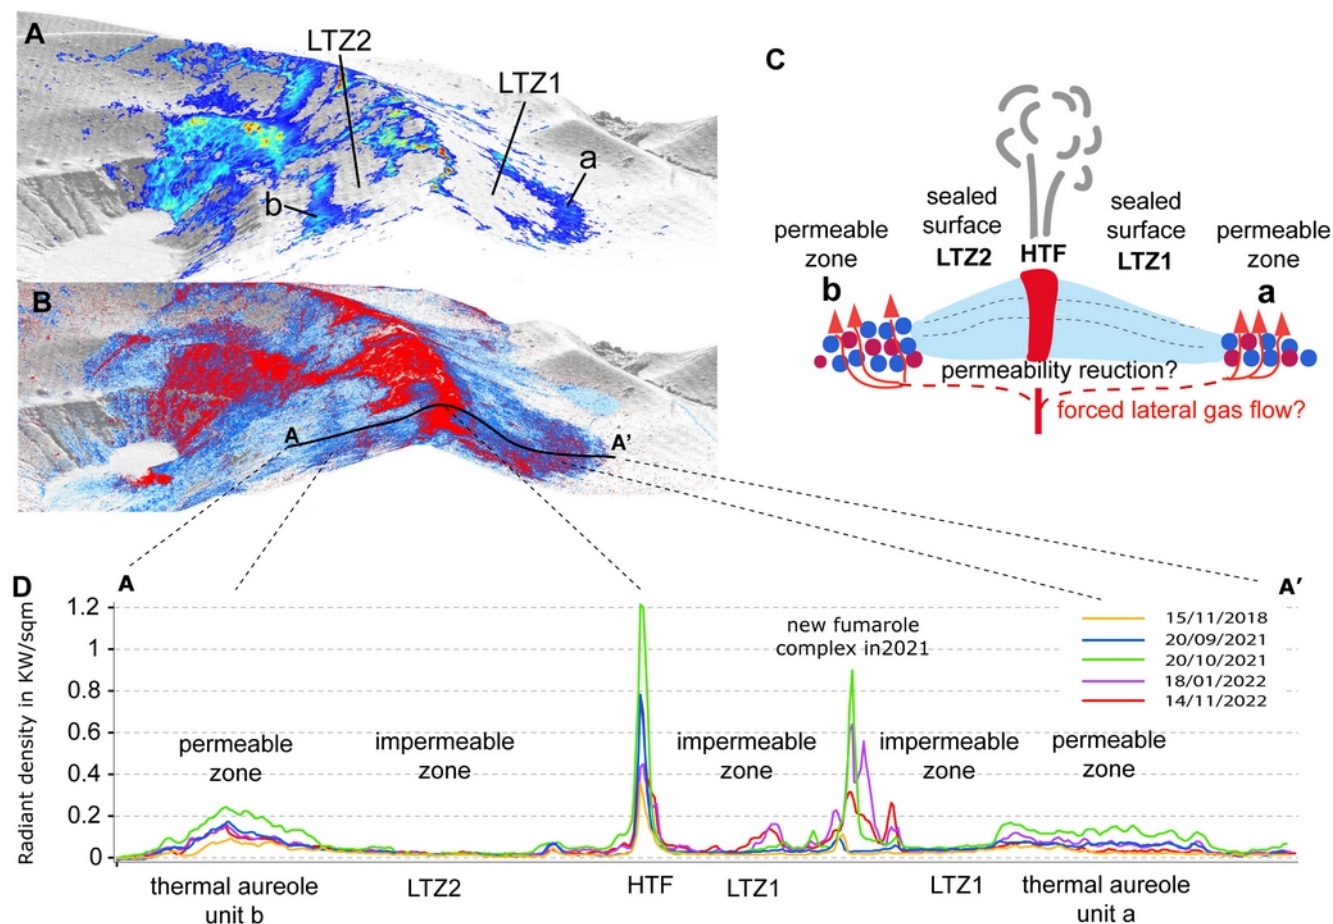 A
LTZ2
LTZ1
a
b
B
A
A’
C
sealed
surface
LTZ2
HTF
sealed
surface
LTZ1
permeable
zone
b
permeable
zone
a
permeability reuction?
forced lateral gas flow?
D
A
A′
Radiant density in KW/sqm
1.2
1
0.8
0.6
0.4
0.2
0
new fumarole
complex in2021
15/11/2018
20/09/2021
20/10/2021
18/01/2022
14/11/2022
permeable
zone
impermeable
zone
impermeable
zone
impermeable
zone
permeable
zone
thermal aureole
unit b
LTZ2
HTF
LTZ1
LTZ1
thermal aureole
unit a